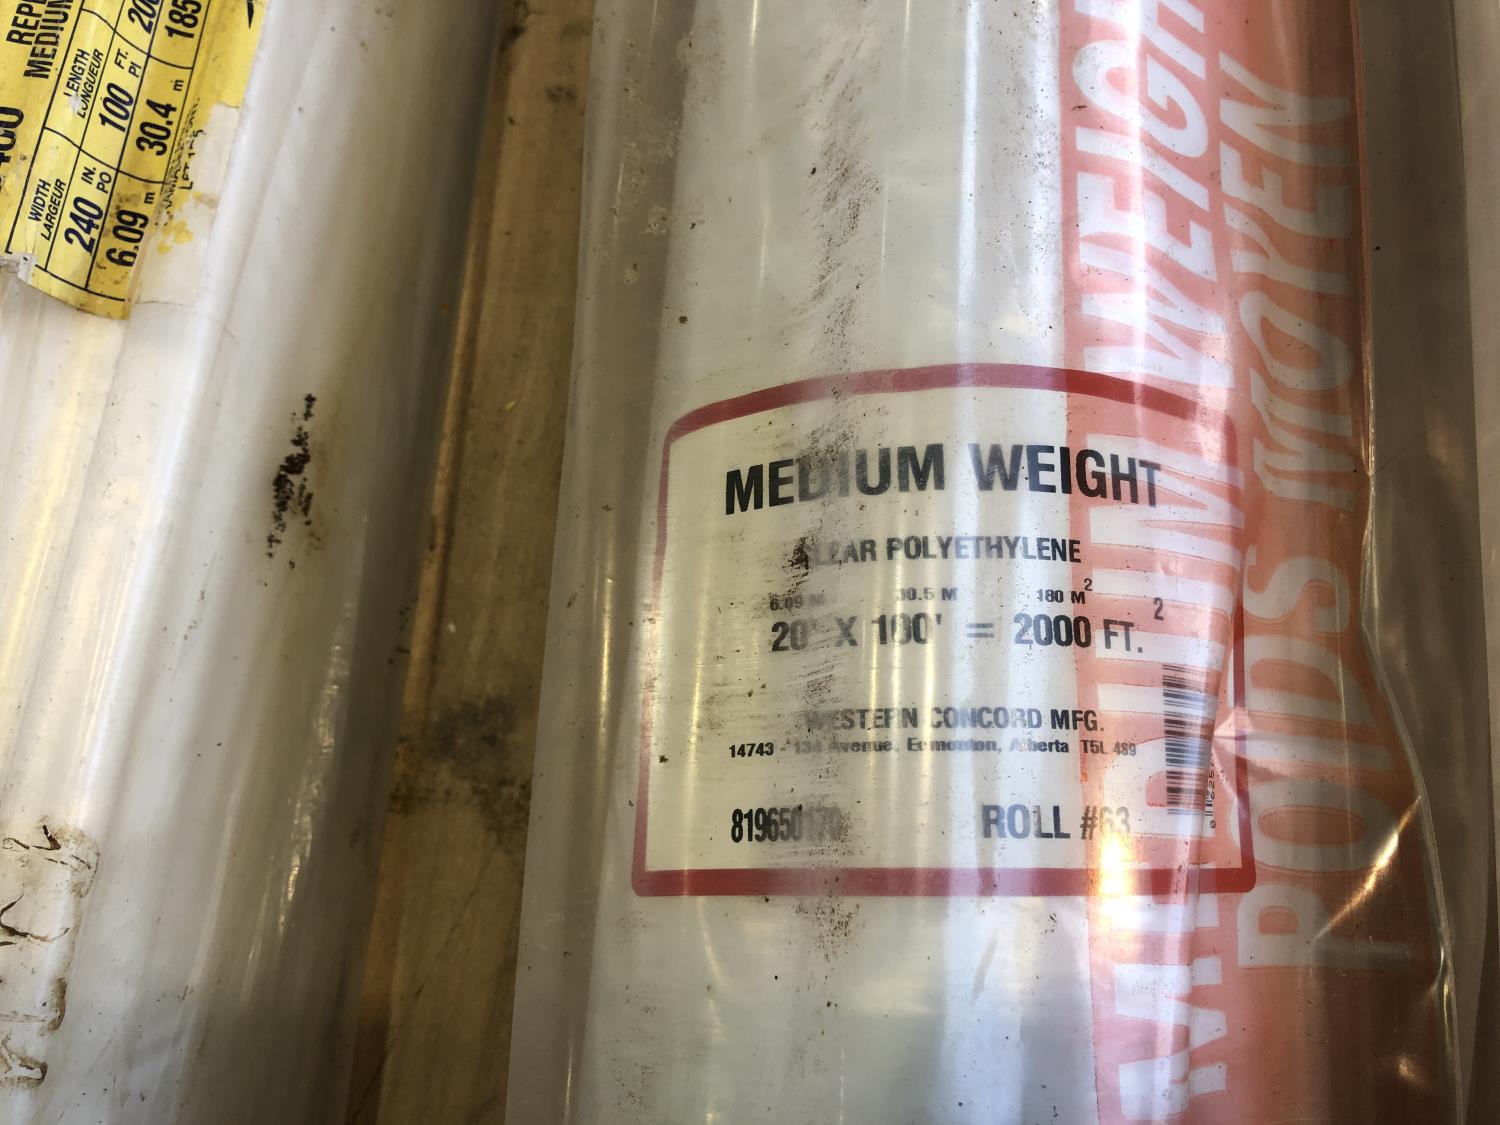 MEDIUM
WIDTH
LARGEUR
LENGTH
LONGUEUR
240 IN. PO
100 FT. PI
6.09 m
30.4 m
185
MEDIUM WEIGHT
POIDS MOYEN
MEDIUM WEIGHT
CLEAR POLYETHYLENE
6.09 M 30.5 M 180 M2
20' X 100' = 2000 FT. 2
WESTERN CONCORD MFG.
14743 - 134 Avenue, Edmonton, Alberta T5L 4S9
819650170 ROLL #63